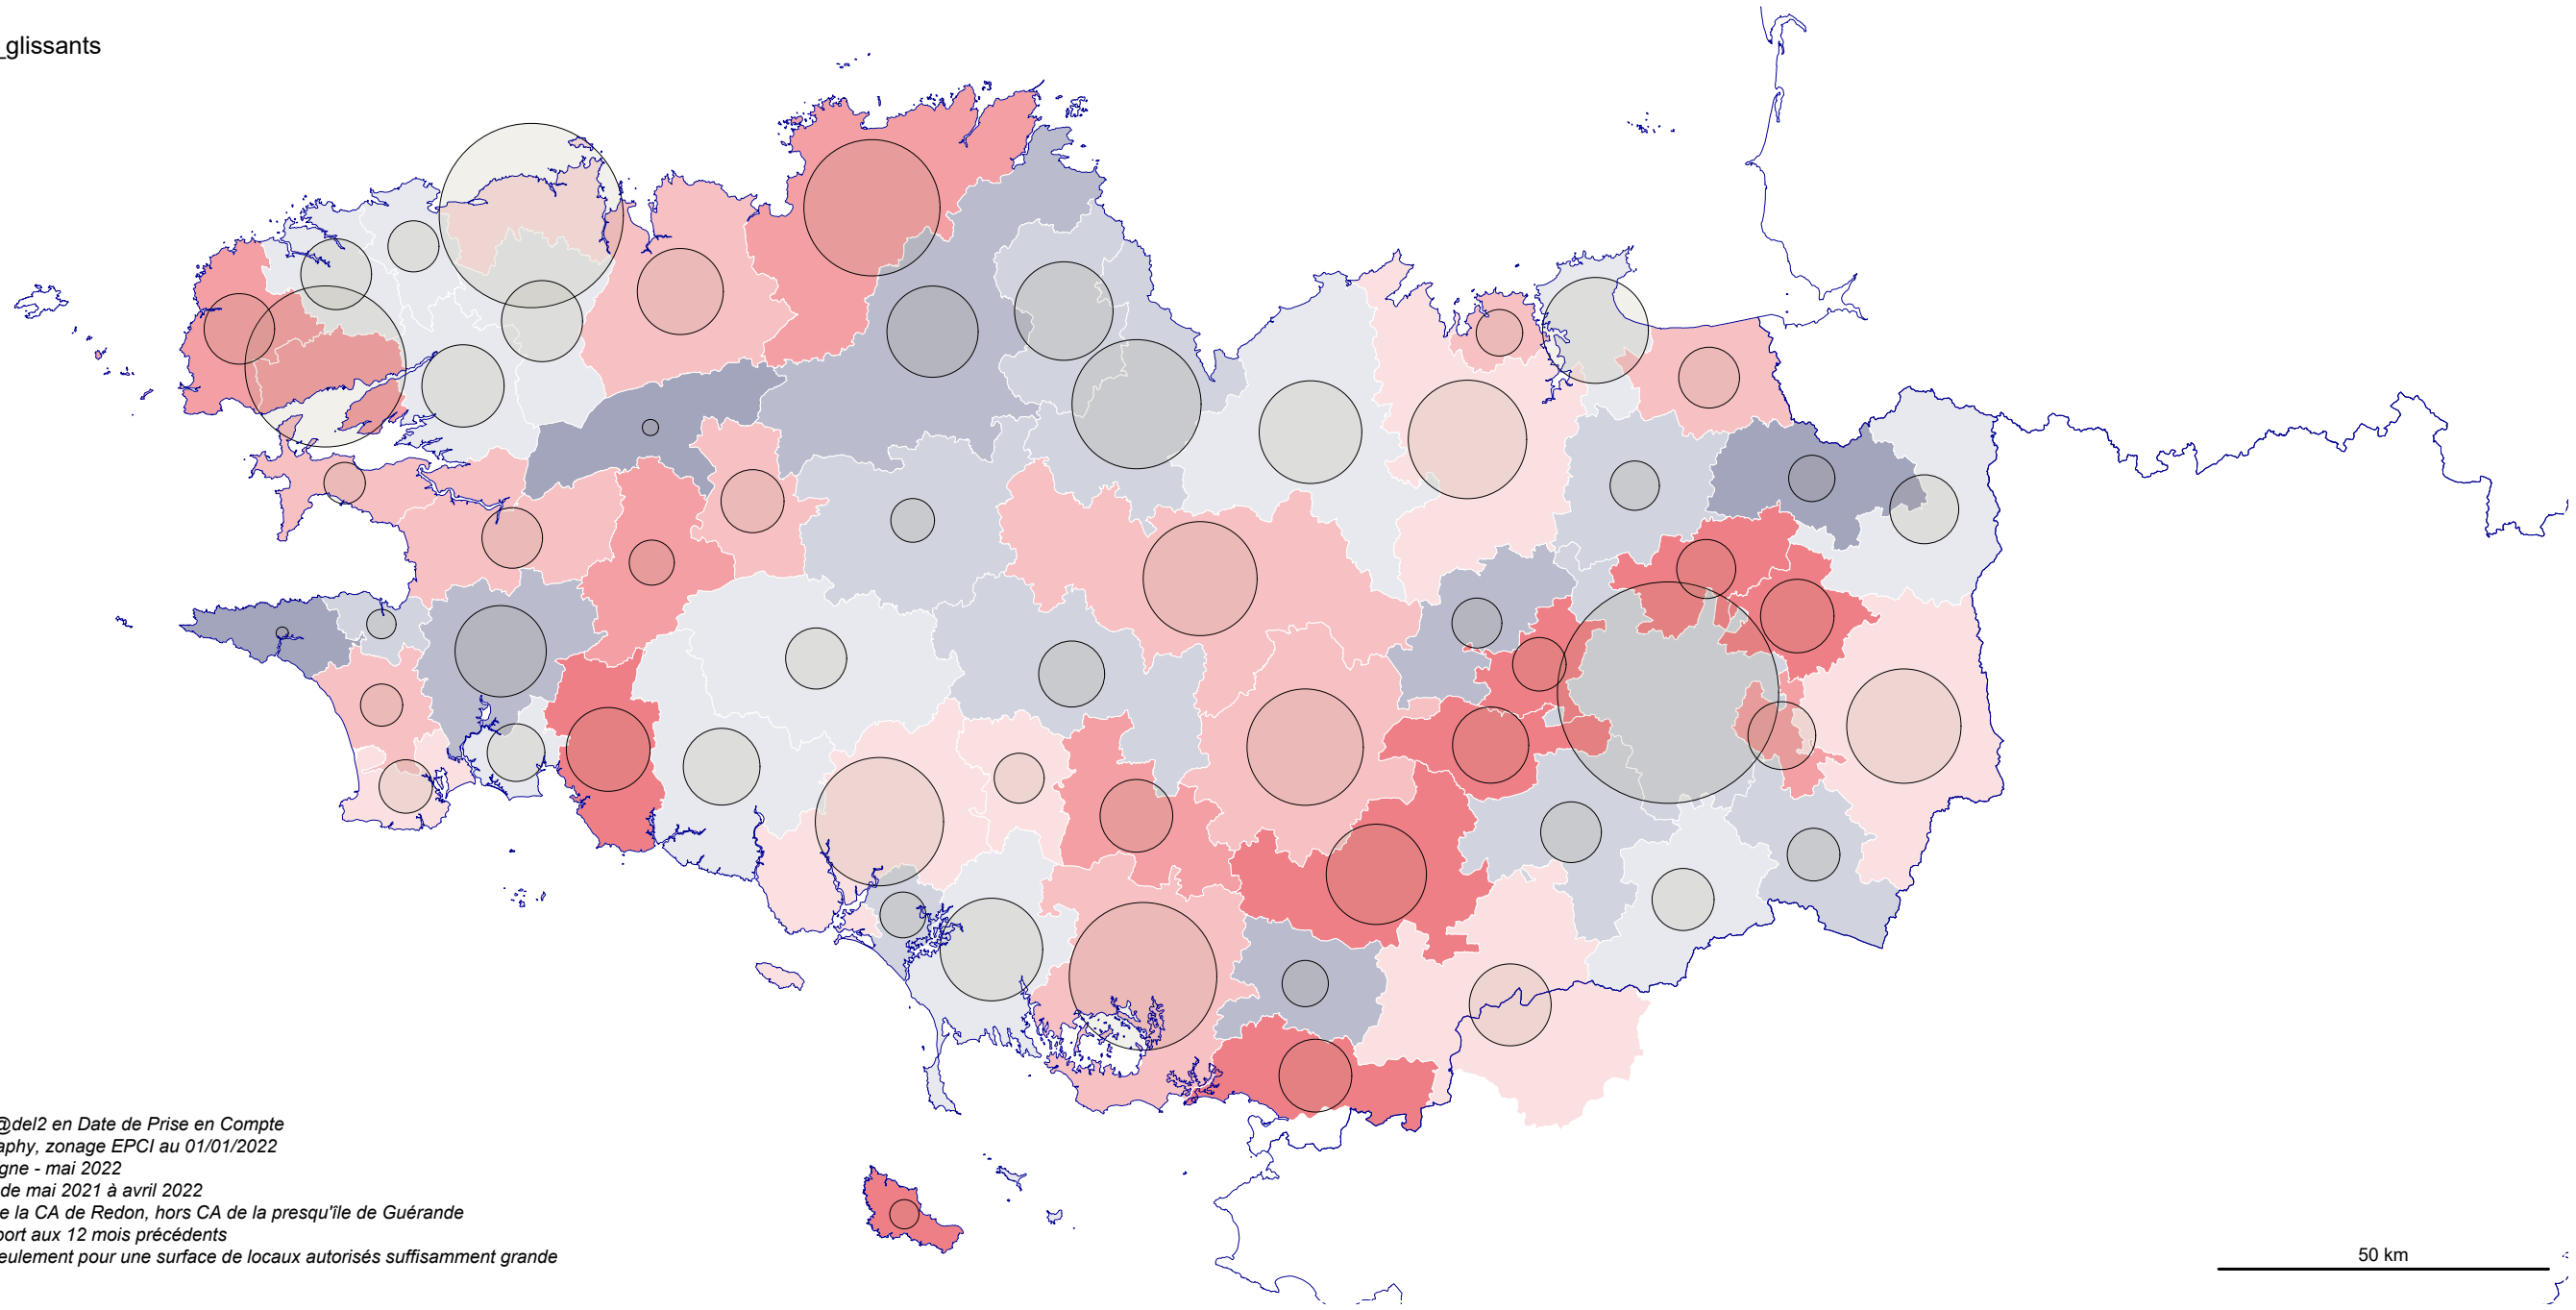 _glissants
@del2 en Date de Prise en Compte
aphy, zonage EPCI au 01/01/2022
gne - mai 2022
de mai 2021 à avril 2022
e la CA de Redon, hors CA de la presqu'île de Guérande
port aux 12 mois précédents
eulement pour une surface de locaux autorisés suffisamment grande
50 km